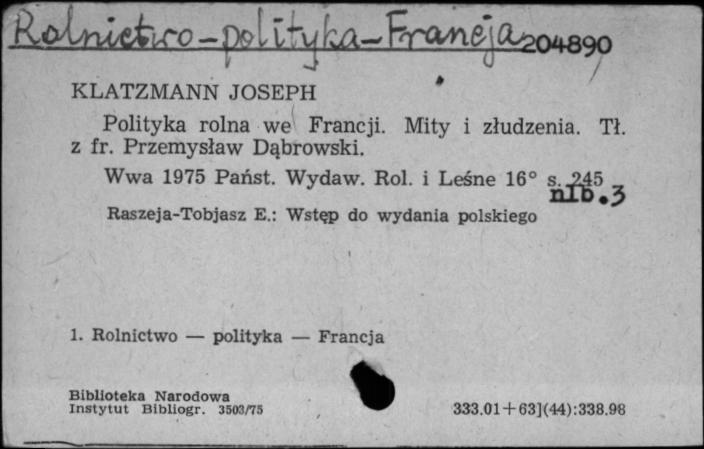 Rolnictwo-polityka-Francja 204890
KLATZMANN JOSEPH
Polityka rolna we Francji. Mity i złudzenia. Tł.
z fr. Przemysław Dąbrowski.
Wwa 1975 Państ. Wydaw. Rol. i Leśne 16° s. 245
nlb.3
Raszeja-Tobjasz E.: Wstęp do wydania polskiego
1. Rolnictwo — polityka — Francja
Biblioteka Narodowa
Instytut Bibliogr. 3503/75
333.01+63](44):338.98